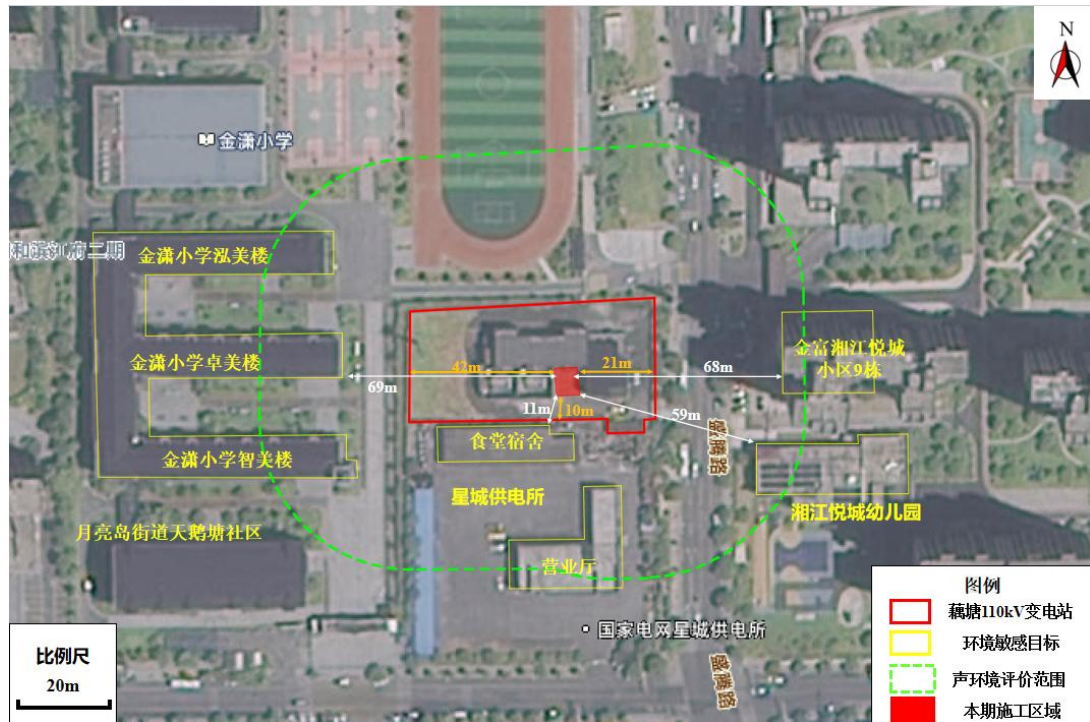 N
金潇小学
和滨江府二期
金潇小学泓美楼
金潇小学卓美楼
金潇小学智美楼
69m
42m
21m
68m
11m
10m
59m
金富湘江悦城
小区9栋
食堂宿舍
盛腾路
星城供电所
湘江悦城幼儿园
月亮岛街道天鹅塘社区
营业厅
国家电网星城供电所
盛腾路
比例尺
20m
图例
藕塘110kV变电站
环境敏感目标
声环境评价范围
本期施工区域